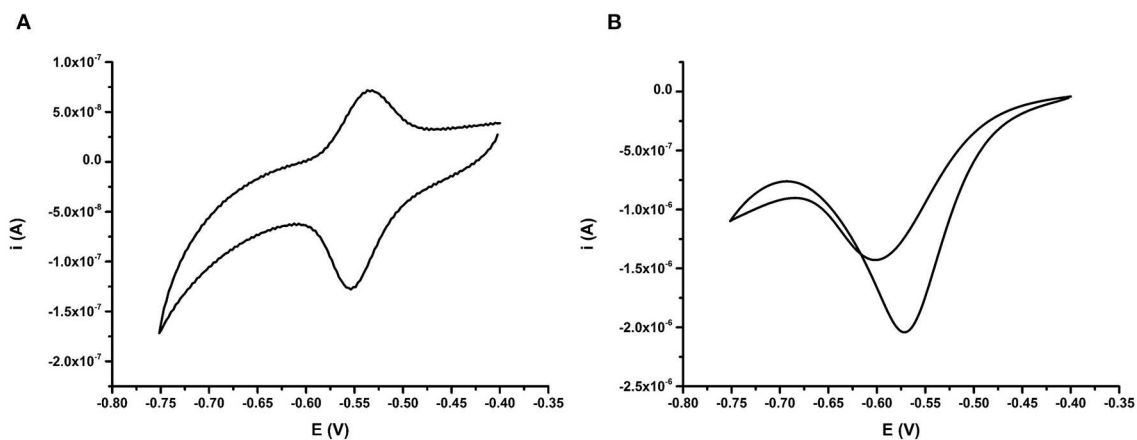 A
1.0x10⁻⁷
5.0x10⁻⁸
0.0
-5.0x10⁻⁸
-1.0x10⁻⁷
-1.5x10⁻⁷
-2.0x10⁻⁷
i (A)
-0.80 -0.75 -0.70 -0.65 -0.60 -0.55 -0.50 -0.45 -0.40 -0.35
E (V)
B
0.0
-5.0x10⁻⁷
-1.0x10⁻⁶
-1.5x10⁻⁶
-2.0x10⁻⁶
-2.5x10⁻⁶
i (A)
-0.80 -0.75 -0.70 -0.65 -0.60 -0.55 -0.50 -0.45 -0.40 -0.35
E (V)